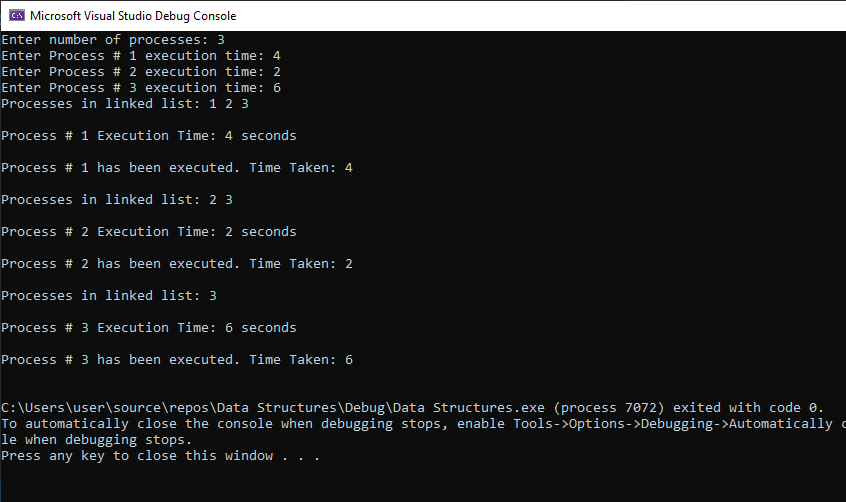 Microsoft Visual Studio Debug Console
Enter number of processes: 3
Enter Process # 1 execution time: 4
Enter Process # 2 execution time: 2
Enter Process # 3 execution time: 6
Processes in linked list: 1 2 3
Process # 1 Execution Time: 4 seconds
Process # 1 has been executed. Time Taken: 4
Processes in linked list: 2 3
Process # 2 Execution Time: 2 seconds
Process # 2 has been executed. Time Taken: 2
Processes in linked list: 3
Process # 3 Execution Time: 6 seconds
Process # 3 has been executed. Time Taken: 6
C:\Users\user\source\repos\Data Structures\Debug\Data Structures.exe (process 7072) exited with code 0.
To automatically close the console when debugging stops, enable Tools->Options->Debugging->Automatically c
le when debugging stops.
Press any key to close this window . . .